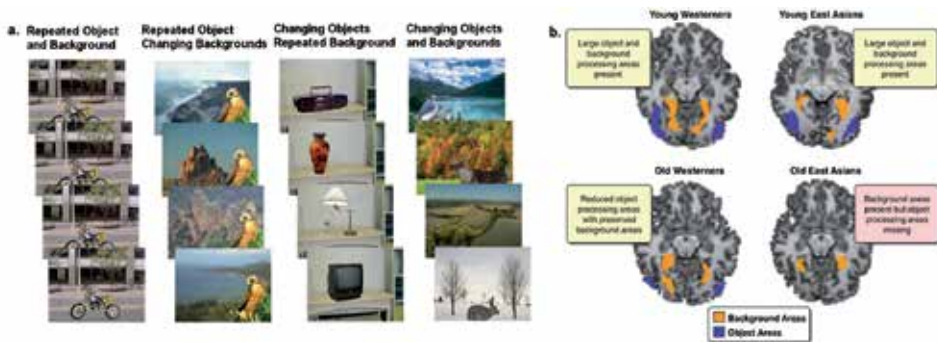 a.
Repeated Object
and Background
Repeated Object
Changing Backgrounds
Changing Objects
Repeated Background
Changing Objects
and Backgrounds
b.
Young Westerners
Large object and
background
processing areas
present
Young East Asians
Large object and
background
processing areas
present
Old Westerners
Reduced object
processing areas
with preserved
background areas
Old East Asians
Background areas
present but object
processing areas
missing
Background Areas
Object Areas